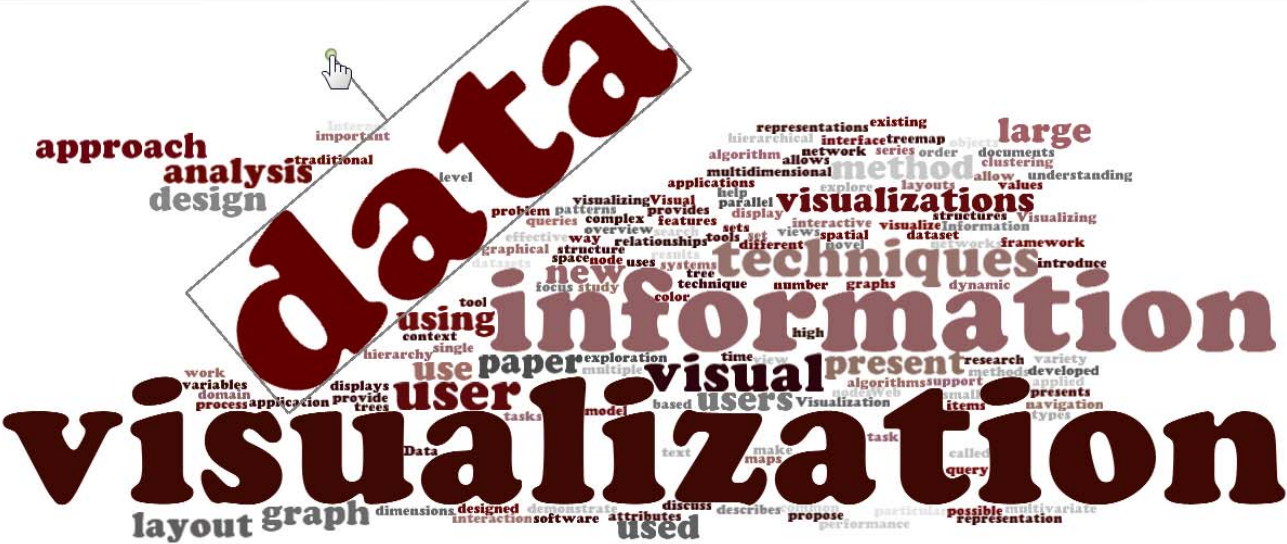 data
Internet
important
approach
traditional
analysis
design
level
representations existing
large
hierarchical interface treemap objects
algorithm network series order documents
allows method clustering
multidimensional allow understanding
applications explore layouts values
help
visualizing Visual parallel visualizations
problem patterns provides display structures Visualizing
queries complex features interactive visualize Information
overview search sets views spatial
effective way relationships tools set different novel dataset networks framework
graphical structure results techniques
datasets space node uses systems introduce
new tree
focus study technique number graphs dynamic
color
tool information
using
context high
hierarchy single
use paper exploration time view present research variety
work multiple visual methods developed
variables displays user algorithms support applied
domain provide nodes Web small presents
process application trees based users Visualization items navigation
tasks model types
visualization
Data task
text make called
maps query
layout graph dimensions designed demonstrate discuss describes common particular possible multivariate
interaction software attributes propose representation
used performance